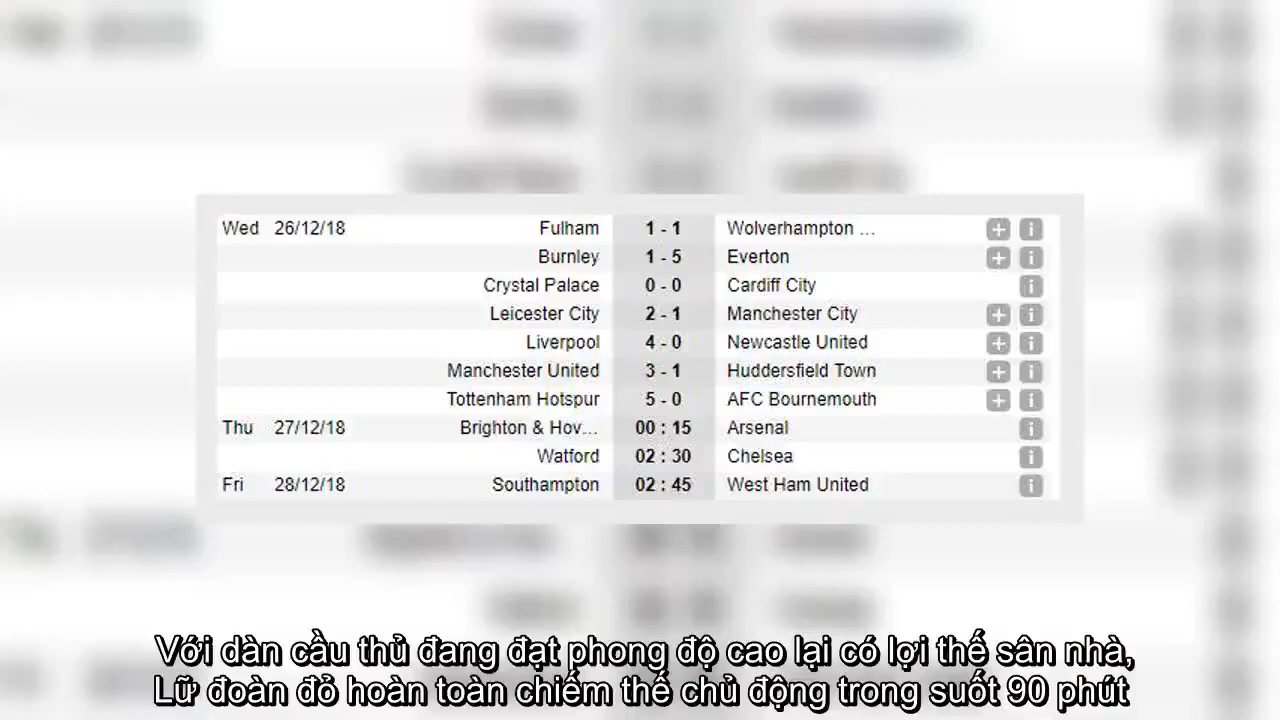 Wed 26/12/18 Fulham 1 - 1 Wolverhampton ...
Burnley 1 - 5 Everton
Crystal Palace 0 - 0 Cardiff City
Leicester City 2 - 1 Manchester City
Liverpool 4 - 0 Newcastle United
Manchester United 3 - 1 Huddersfield Town
Tottenham Hotspur 5 - 0 AFC Bournemouth
Thu 27/12/18 Brighton & Hov... 00 : 15 Arsenal
Watford 02 : 30 Chelsea
Fri 28/12/18 Southampton 02 : 45 West Ham United
Với dàn cầu thủ đang đạt phong độ cao lại có lợi thế sân nhà,
Lữ đoàn đỏ hoàn toàn chiếm thế chủ động trong suốt 90 phút